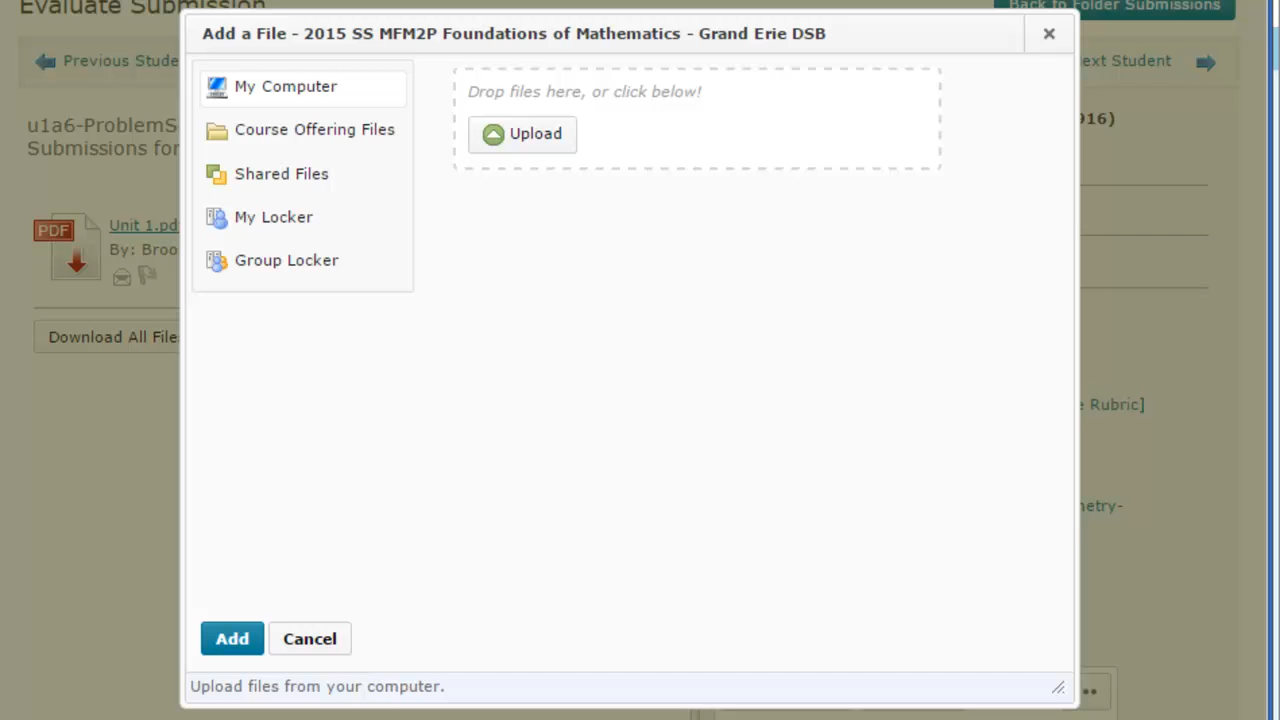 Evaluate Submission
Back to Folder Submissions
Add a File - 2015 SS MFM2P Foundations of Mathematics - Grand Erie DSB
Previous Stude
ext Student
My Computer
Course Offering Files
Shared Files
My Locker
Group Locker
Drop files here, or click below!
Upload
u1a6-ProblemS
Submissions for
916)
PDF
Unit 1.pd
By: Broo
Download All File
e Rubric]
netry-
Add
Cancel
Upload files from your computer.